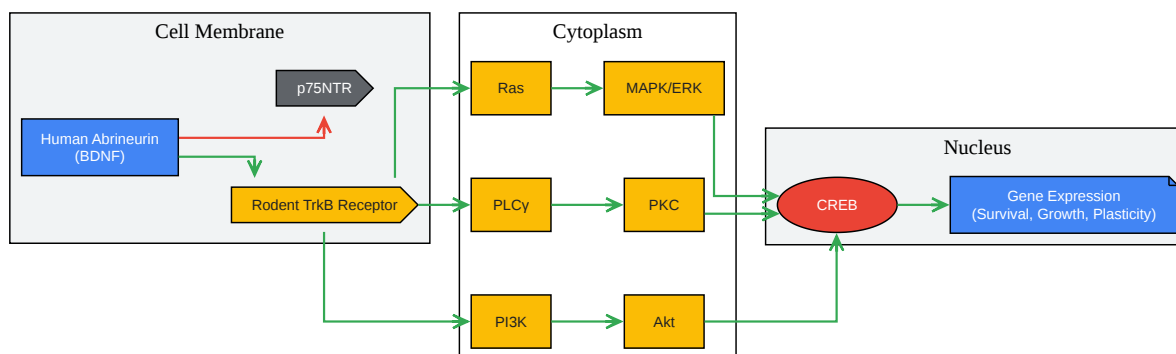 Cell Membrane
p75NTR
Human Abrineurin
(BDNF)
Rodent TrkB Receptor
Cytoplasm
Ras
MAPK/ERK
PLCγ
PKC
PI3K
Akt
Nucleus
CREB
Gene Expression
(Survival, Growth, Plasticity)